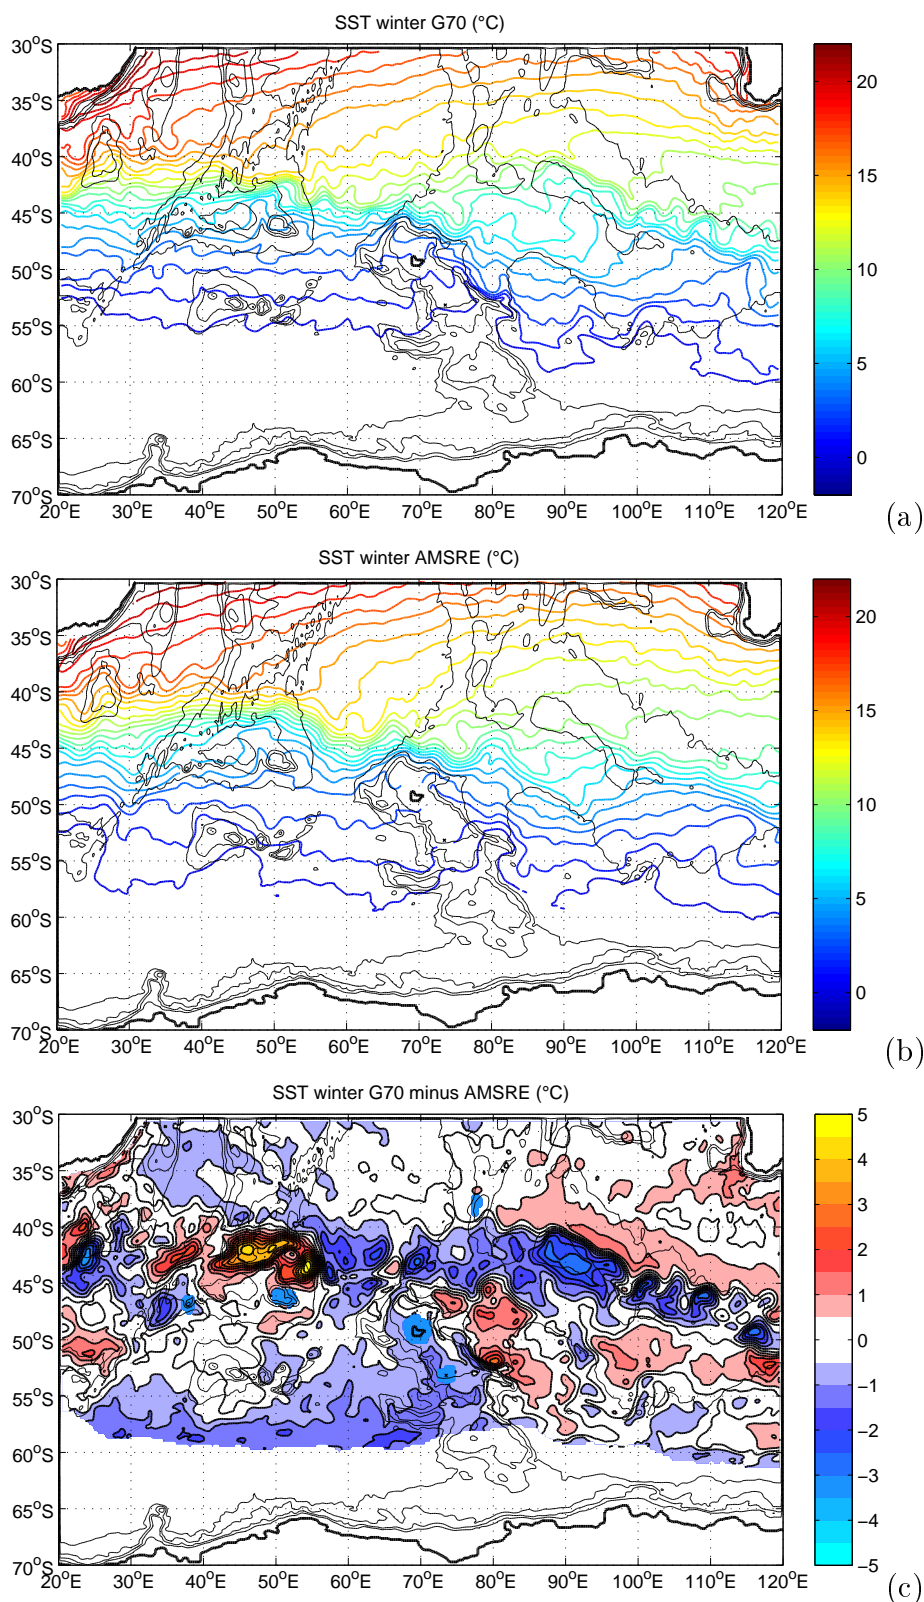 SST winter G70 (°C)
30°S
35°S
40°S
45°S
50°S
55°S
60°S
65°S
70°S
20°E 30°E 40°E 50°E 60°E 70°E 80°E 90°E 100°E 110°E 120°E
20
15
10
5
0
(a)
SST winter AMSRE (°C)
30°S
35°S
40°S
45°S
50°S
55°S
60°S
65°S
70°S
20°E 30°E 40°E 50°E 60°E 70°E 80°E 90°E 100°E 110°E 120°E
20
15
10
5
0
(b)
SST winter G70 minus AMSRE (°C)
30°S
35°S
40°S
45°S
50°S
55°S
60°S
65°S
70°S
20°E 30°E 40°E 50°E 60°E 70°E 80°E 90°E 100°E 110°E 120°E
5
4
3
2
1
0
−1
−2
−3
−4
−5
(c)